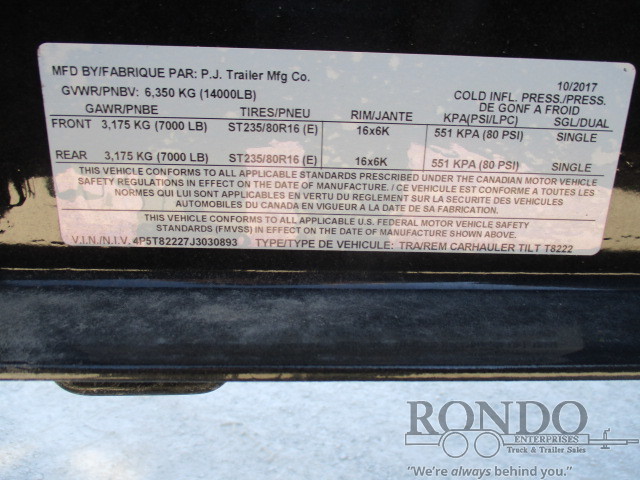 MFD BY/FABRIQUE PAR: P.J. Trailer Mfg Co. 10/2017
GVWR/PNBV: 6,350 KG (14000LB) COLD INFL. PRESS./PRESS.
DE GONF A FROID
GAWR/PNBE TIRES/PNEU RIM/JANTE KPA(PSI/LPC) SGL/DUAL
FRONT 3,175 KG (7000 LB) ST235/80R16 (E) 16x6K 551 KPA (80 PSI) SINGLE
REAR 3,175 KG (7000 LB) ST235/80R16 (E) 16x6K 551 KPA (80 PSI) SINGLE
THIS VEHICLE CONFORMS TO ALL APPLICABLE STANDARDS PRESCRIBED UNDER THE CANADIAN MOTOR VEHICLE
SAFETY REGULATIONS IN EFFECT ON THE DATE OF MANUFACTURE. / CE VEHICULE EST CONFORME A TOUTES LES
NORMES QUI LUI SONT APPLICABLES EN VERTU DU REGLEMENT SUR LA SECURITE DES VEHICULES
AUTOMOBILES DU CANADA EN VIGUEUR A LA DATE DE SA FABRICATION.
THIS VEHICLE CONFORMS TO ALL APPLICABLE U.S. FEDERAL MOTOR VEHICLE SAFETY
STANDARDS (FMVSS) IN EFFECT ON THE DATE OF MANUFACTURE SHOWN ABOVE.
V.I.N./N.I.V. 4P5T82227J3030893 TYPE/TYPE DE VEHICULE: TRA/REM CARHAULER TILT T8222
RONDO
ENTERPRISES
Truck & Trailer Sales
"We're always behind you."